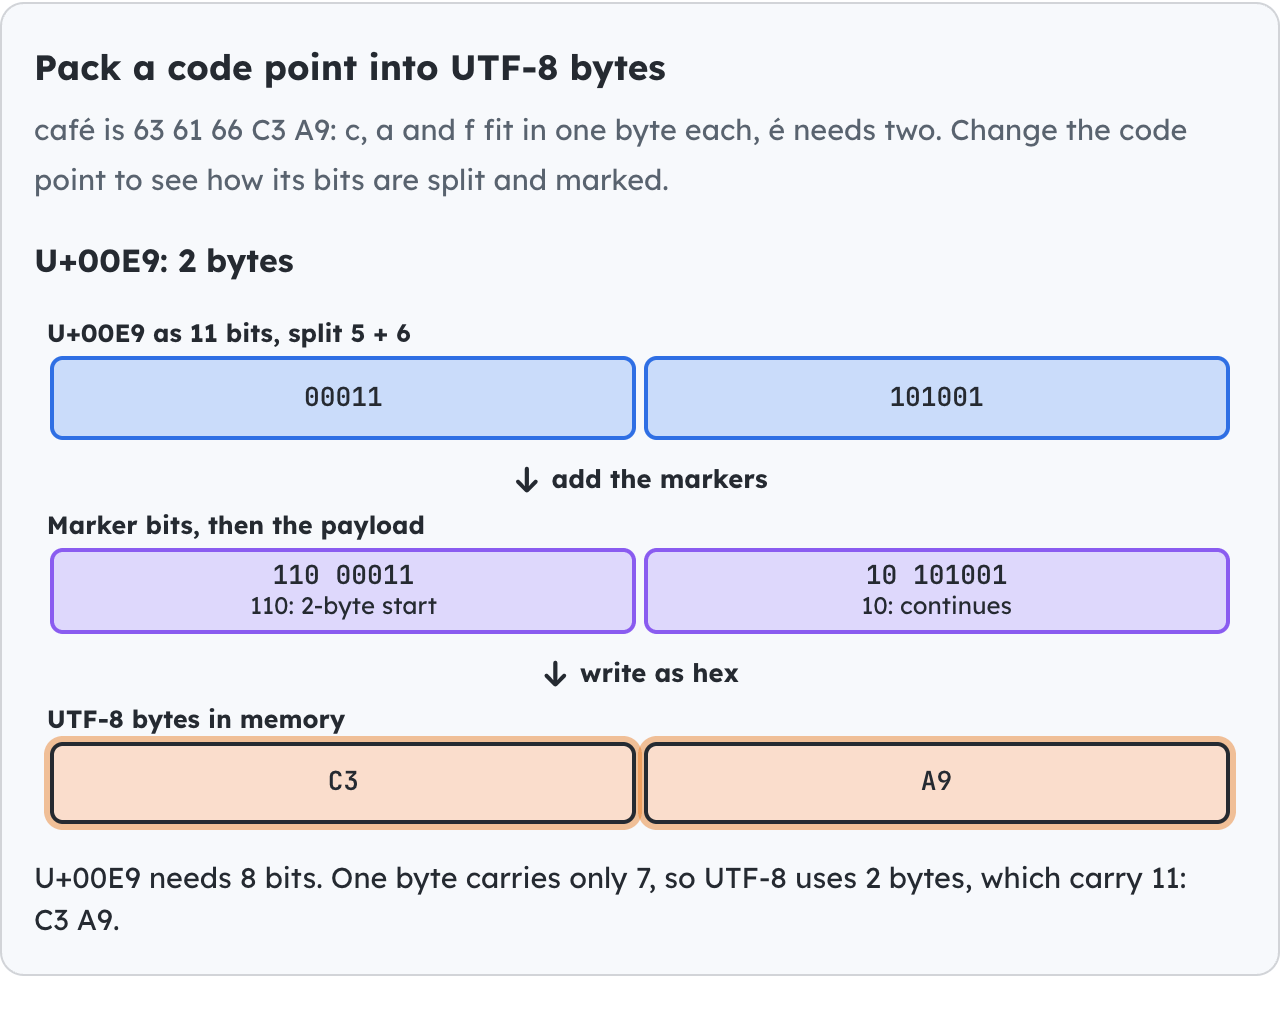 Pack a code point into UTF-8 bytes
café is 63 61 66 C3 A9: c, a and f fit in one byte each, é needs two. Change the code
point to see how its bits are split and marked.
U+00E9: 2 bytes
U+00E9 as 11 bits, split 5 + 6
00011 101001
↓ add the markers
Marker bits, then the payload
110 00011 10 101001
110: 2-byte start 10: continues
↓ write as hex
UTF-8 bytes in memory
C3 A9
U+00E9 needs 8 bits. One byte carries only 7, so UTF-8 uses 2 bytes, which carry 11:
C3 A9.